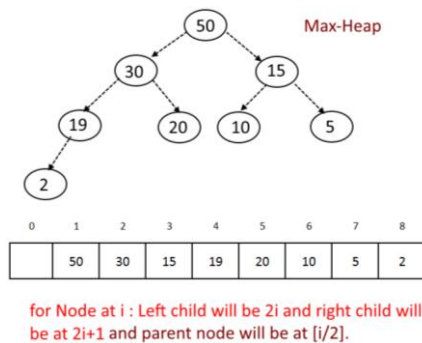 50 Max-Heap
30 15
19 20 10 5
2
0 1 2 3 4 5 6 7 8
50 30 15 19 20 10 5 2
for Node at i : Left child will be 2i and right child will
be at 2i+1 and parent node will be at [i/2].